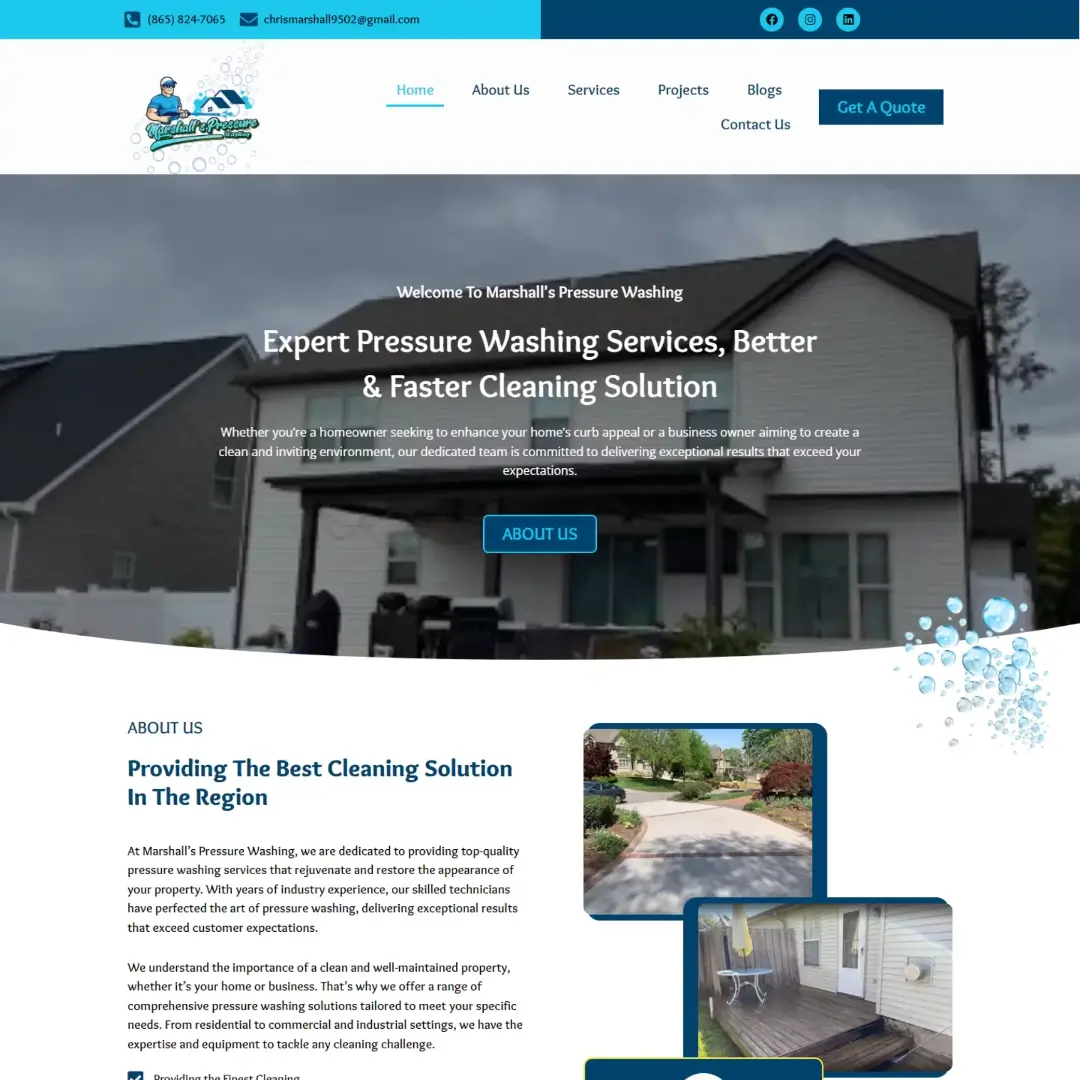 (865) 824-7065 chrismarshall9502@gmail.com
Marshall's Pressure
Washing
Home About Us Services Projects Blogs
Contact Us
Get A Quote
Welcome To Marshall's Pressure Washing
Expert Pressure Washing Services, Better
& Faster Cleaning Solution
Whether you're a homeowner seeking to enhance your home's curb appeal or a business owner aiming to create a
clean and inviting environment, our dedicated team is committed to delivering exceptional results that exceed your
expectations.
ABOUT US
ABOUT US
Providing The Best Cleaning Solution
In The Region
At Marshall's Pressure Washing, we are dedicated to providing top-quality
pressure washing services that rejuvenate and restore the appearance of
your property. With years of industry experience, our skilled technicians
have perfected the art of pressure washing, delivering exceptional results
that exceed customer expectations.
We understand the importance of a clean and well-maintained property,
whether it's your home or business. That's why we offer a range of
comprehensive pressure washing solutions tailored to meet your specific
needs. From residential to commercial and industrial settings, we have the
expertise and equipment to tackle any cleaning challenge.
Providing the Finest Cleaning